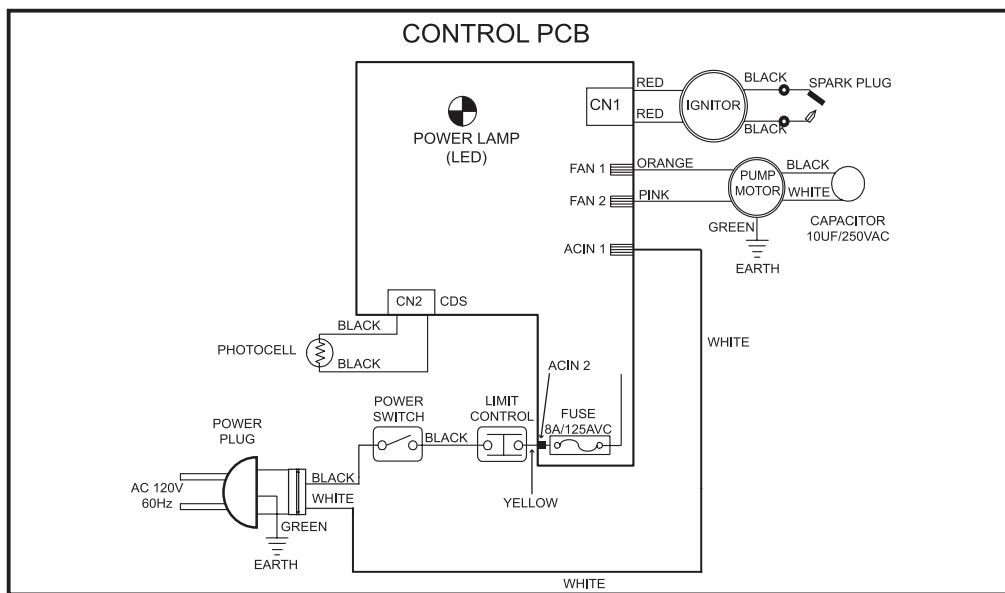 CONTROL PCB
POWER LAMP
(LED)
CN1
RED
RED
IGNITOR
BLACK
BLACK
SPARK PLUG
FAN 1
ORANGE
FAN 2
PINK
PUMP
MOTOR
BLACK
WHITE
CAPACITOR
10UF/250VAC
GREEN
EARTH
ACIN 1
WHITE
CN2
CDS
BLACK
PHOTOCELL
BLACK
ACIN 2
POWER
SWITCH
LIMIT
CONTROL
FUSE
8A/125AVC
BLACK
YELLOW
POWER
PLUG
AC 120V
60Hz
BLACK
WHITE
GREEN
EARTH
WHITE